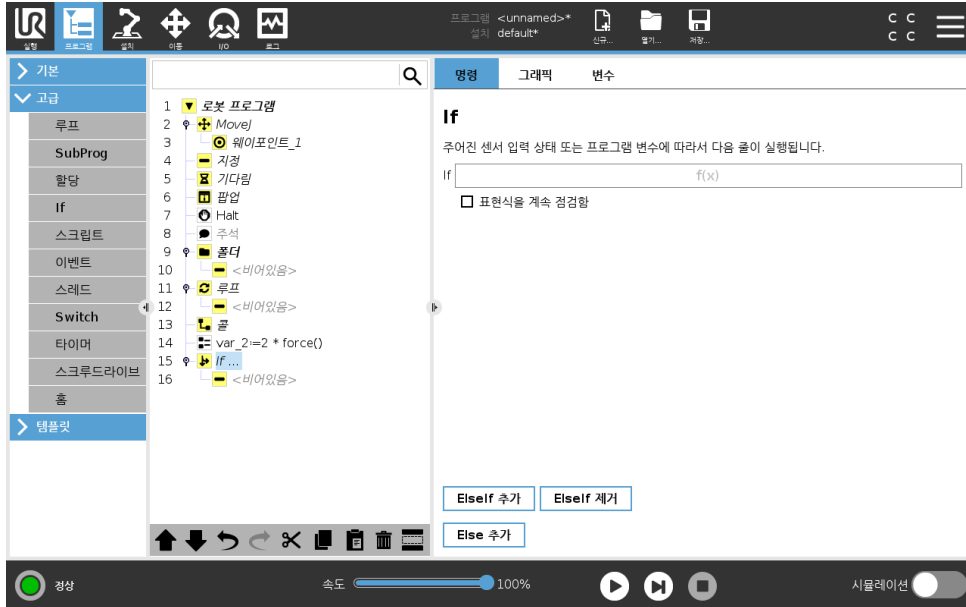 프로그램 <unnamed>*
설치 default*
C C
C C
실행 프로그램 설치 이동 I/O 로그 신규... 열기... 저장...
기본
고급
루프
SubProg
할당
If
스크립트
이벤트
스레드
Switch
타이머
스크루드라이브
홈
템플릿
1 로봇 프로그램
2 MoveJ
3 웨이포인트_1
4 지정
5 기다림
6 팝업
7 Halt
8 주석
9 폴더
10 <비어있음>
11 루프
12 <비어있음>
13 콜
14 var_2:=2 * force()
15 If ...
16 <비어있음>
명령 그래픽 변수
If
주어진 센서 입력 상태 또는 프로그램 변수에 따라서 다음 줄이 실행됩니다.
If f(x)
표현식을 계속 점검함
ElseIf 추가 ElseIf 제거
Else 추가
정상 속도 100% 시뮬레이션